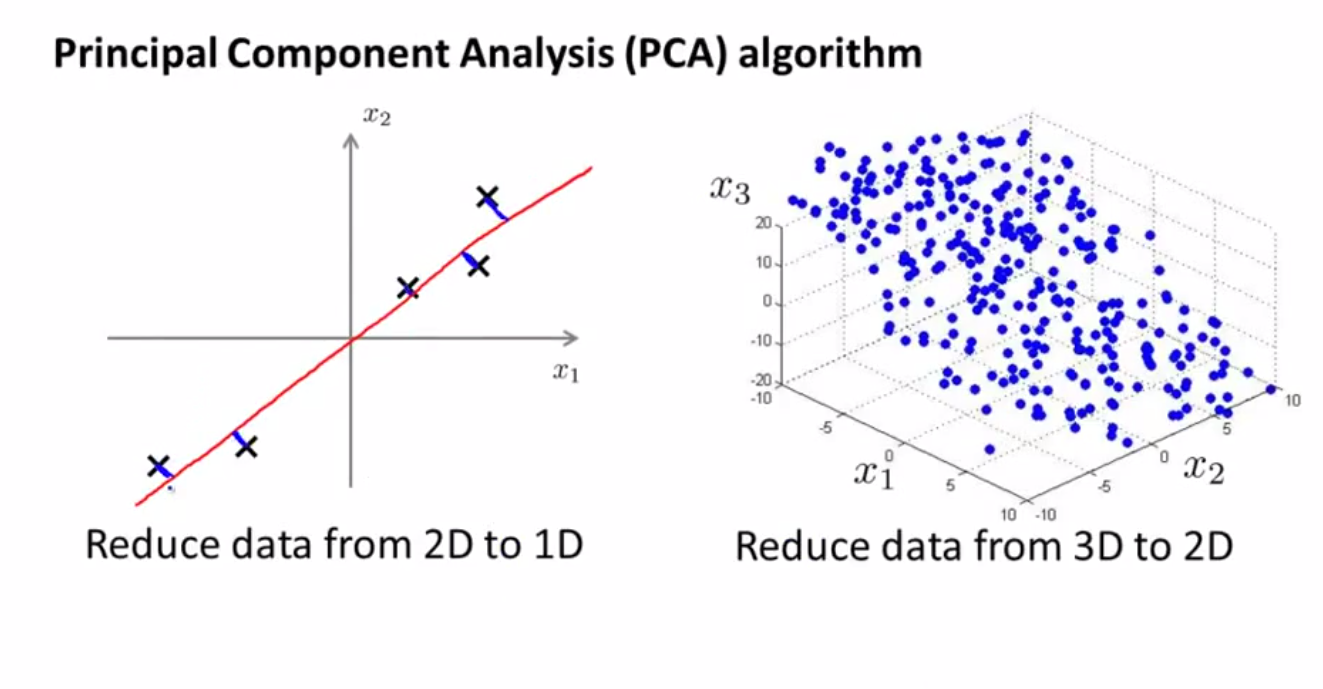 Principal Component Analysis (PCA) algorithm
x₂
x₁
Reduce data from 2D to 1D
x₃
20
10
0
-10
-20
-10
-5
0
5
10
x₁
-10
-5
0
5
10
x₂
Reduce data from 3D to 2D